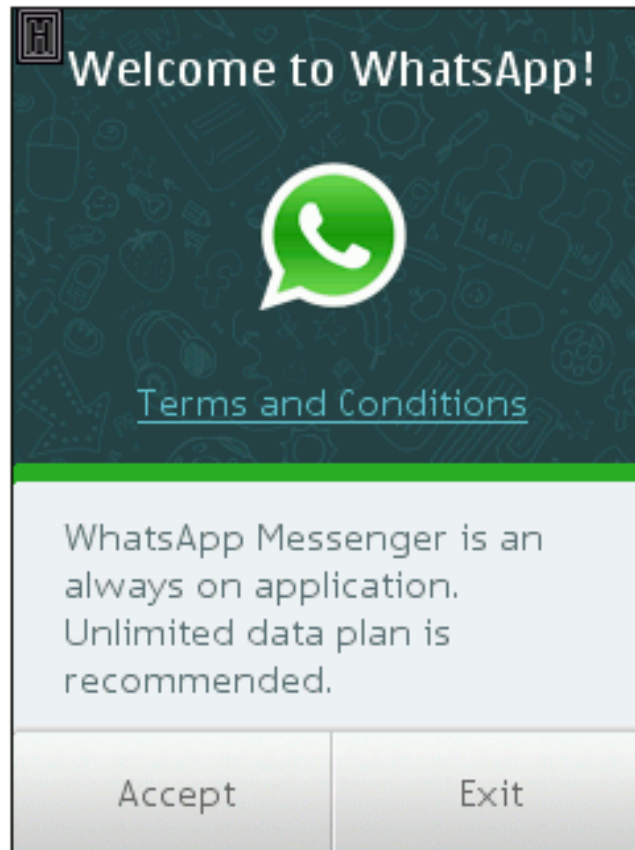 H
Welcome to WhatsApp!
Hello!
Terms and Conditions
WhatsApp Messenger is an
always on application.
Unlimited data plan is
recommended.
Accept
Exit